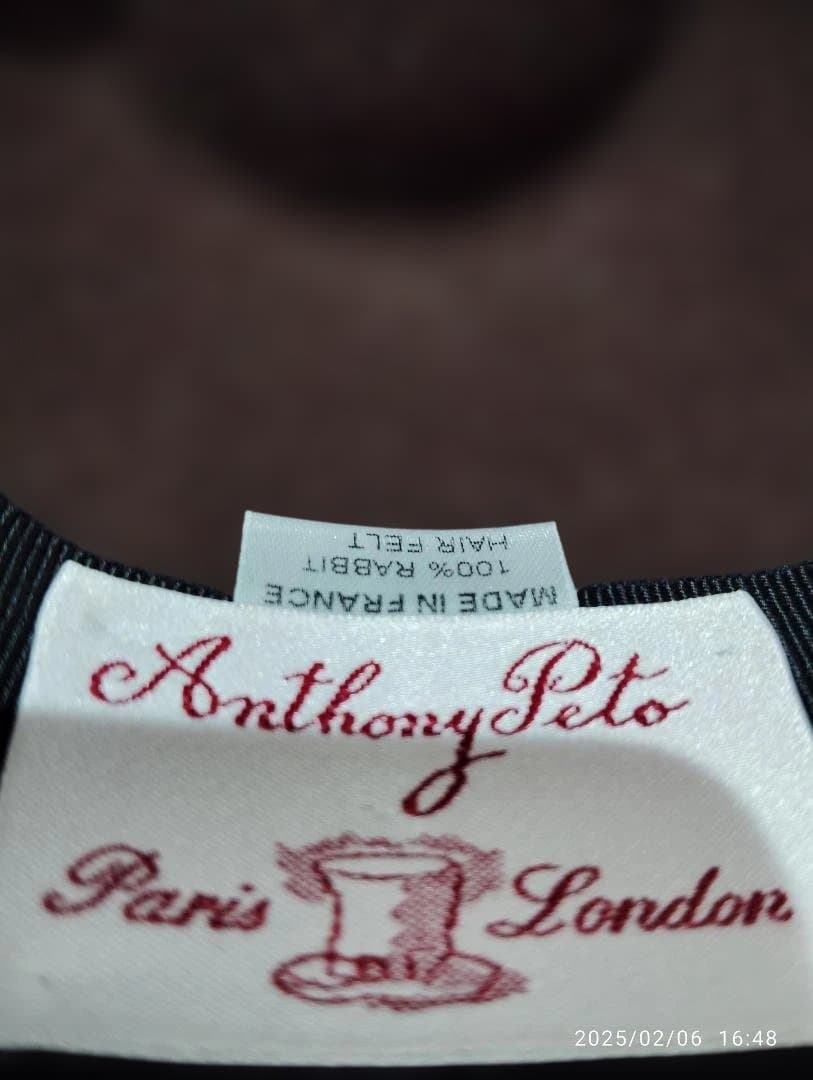 MADE IN FRANCE
100% RABBIT
HAIR FELT
Anthony Peto
Paris London
2025/02/06 16:48